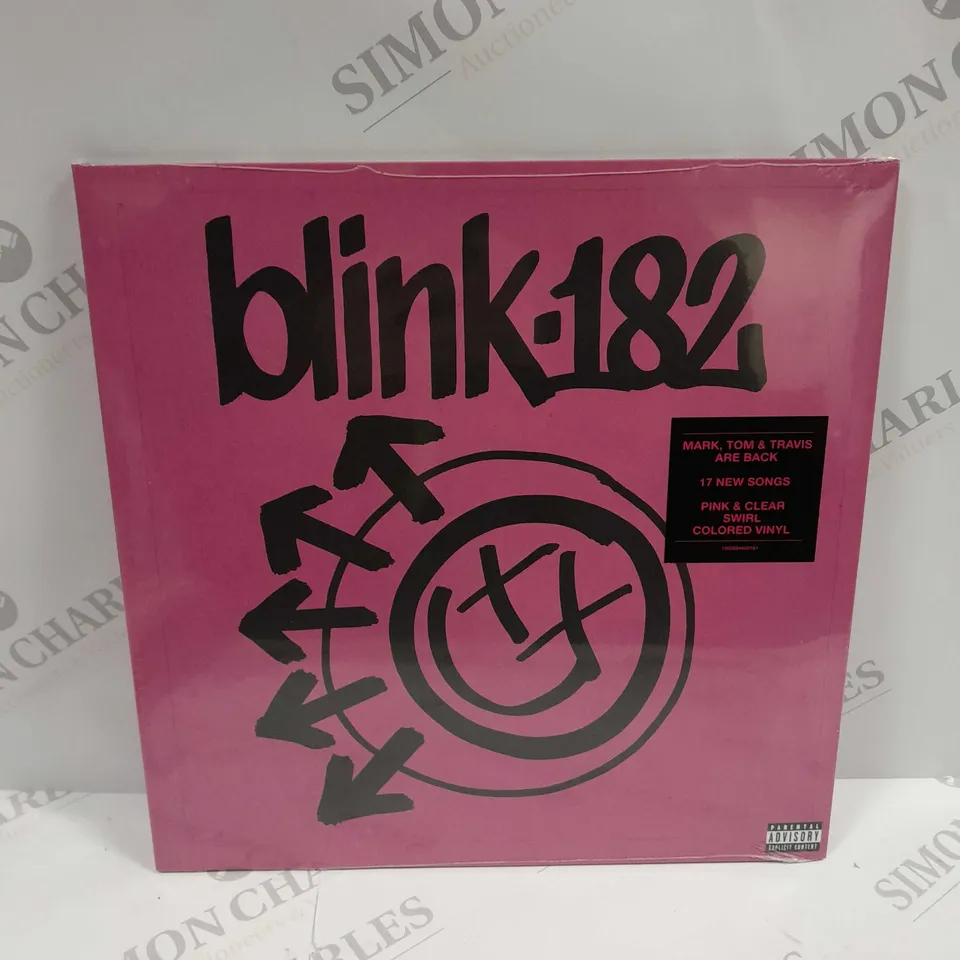 blink-182
MARK, TOM & TRAVIS
ARE BACK
17 NEW SONGS
PINK & CLEAR
SWIRL
COLORED VINYL
PARENTAL
ADVISORY
EXPLICIT CONTENT
SIMON CHARLES
Auctioneers &